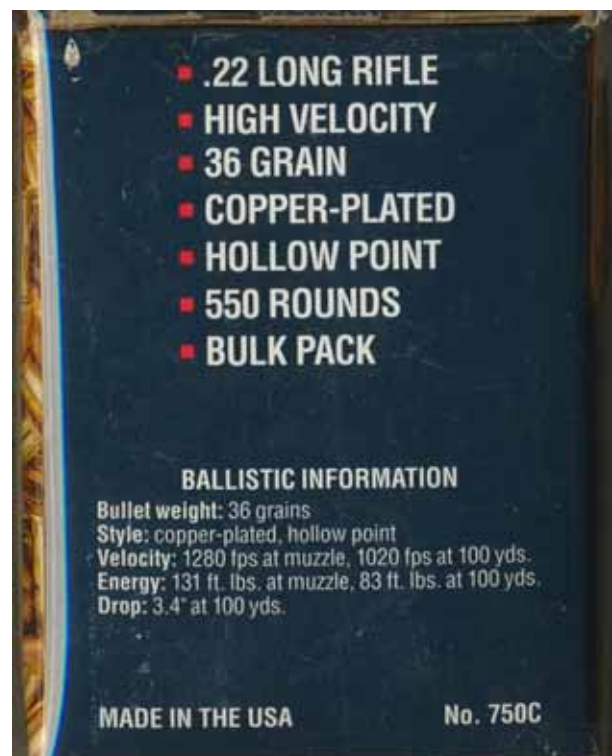 ▪ .22 LONG RIFLE
▪ HIGH VELOCITY
▪ 36 GRAIN
▪ COPPER-PLATED
▪ HOLLOW POINT
▪ 550 ROUNDS
▪ BULK PACK
BALLISTIC INFORMATION
Bullet weight: 36 grains
Style: copper-plated, hollow point
Velocity: 1280 fps at muzzle, 1020 fps at 100 yds.
Energy: 131 ft. lbs. at muzzle, 83 ft. lbs. at 100 yds.
Drop: 3.4" at 100 yds.
MADE IN THE USA No. 750C